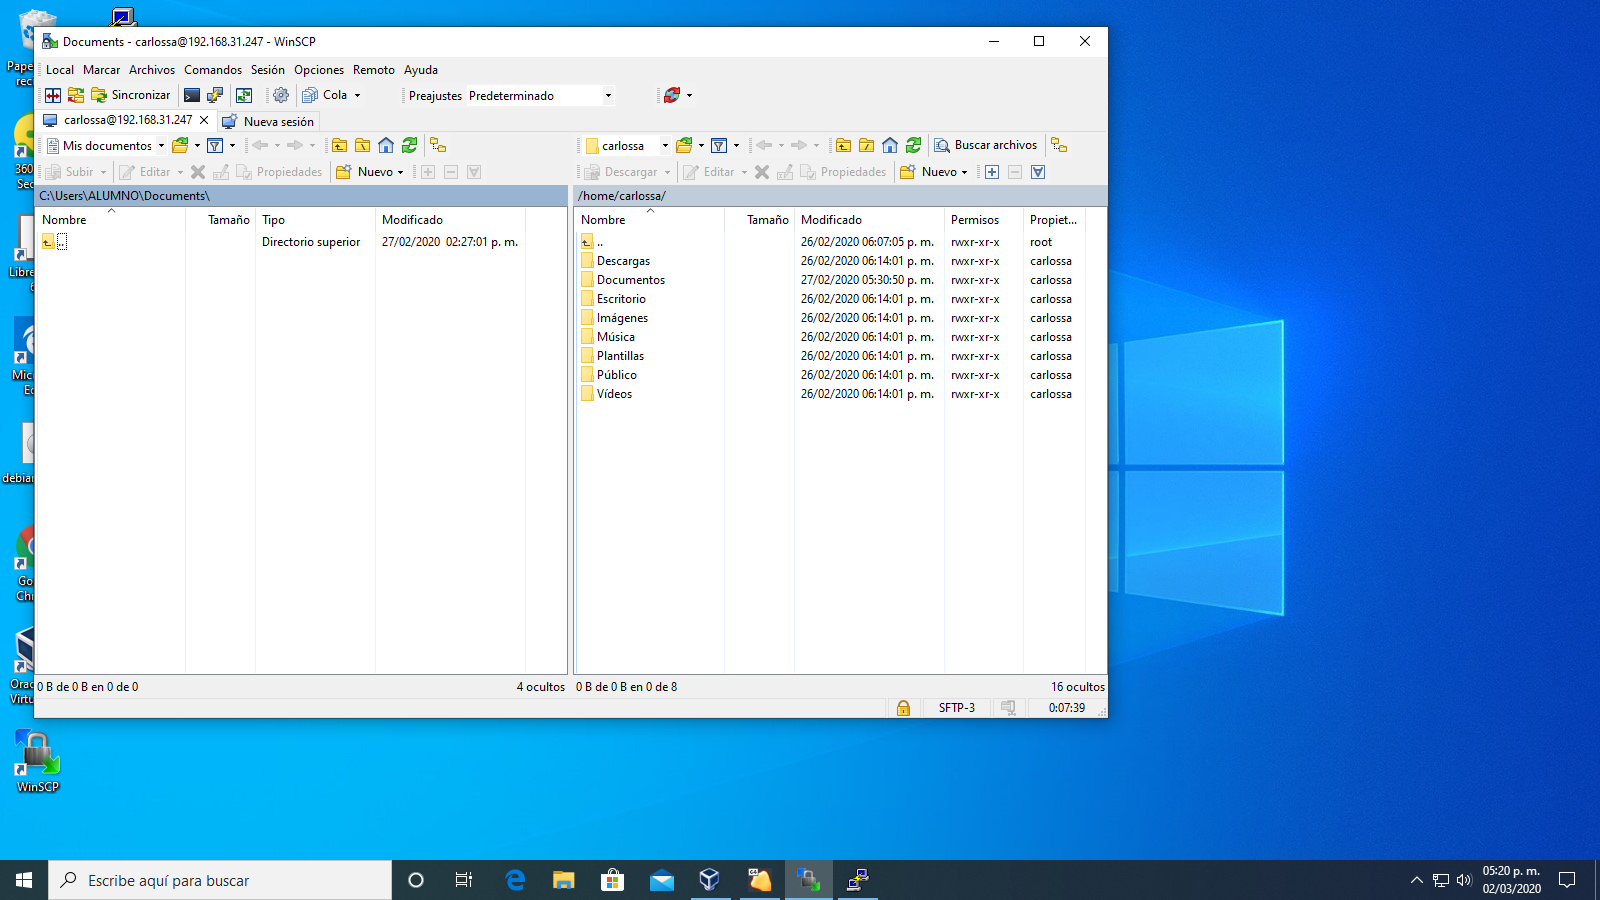 Documents - carlossa@192.168.31.247 - WinSCP
Local Marcar Archivos Comandos Sesión Opciones Remoto Ayuda
Sincronizar Cola Preajustes Predeterminado
carlossa@192.168.31.247 Nueva sesión
Mis documentos carlossa Buscar archivos
Subir Editar Propiedades Nuevo Descargar Editar Propiedades Nuevo
C:\Users\ALUMNO\Documents\ /home/carlossa/
Nombre Tamaño Tipo Modificado Nombre Tamaño Modificado Permisos Propiet...
.. Directorio superior 27/02/2020 02:27:01 p. m. .. 26/02/2020 06:07:05 p. m. rwxr-xr-x root
Descargas 26/02/2020 06:14:01 p. m. rwxr-xr-x carlossa
Documentos 27/02/2020 05:30:50 p. m. rwxr-xr-x carlossa
Escritorio 26/02/2020 06:14:01 p. m. rwxr-xr-x carlossa
Imágenes 26/02/2020 06:14:01 p. m. rwxr-xr-x carlossa
Música 26/02/2020 06:14:01 p. m. rwxr-xr-x carlossa
Plantillas 26/02/2020 06:14:01 p. m. rwxr-xr-x carlossa
Público 26/02/2020 06:14:01 p. m. rwxr-xr-x carlossa
Vídeos 26/02/2020 06:14:01 p. m. rwxr-xr-x carlossa
0 B de 0 B en 0 de 0 4 ocultos 0 B de 0 B en 0 de 8 16 ocultos
SFTP-3 0:07:39
Pape
rec
360
Sec
Libre
Mic
Ed
debian
Go
Chr
Orac
Virtu
WinSCP
Escribe aquí para buscar
64
05:20 p. m.
02/03/2020